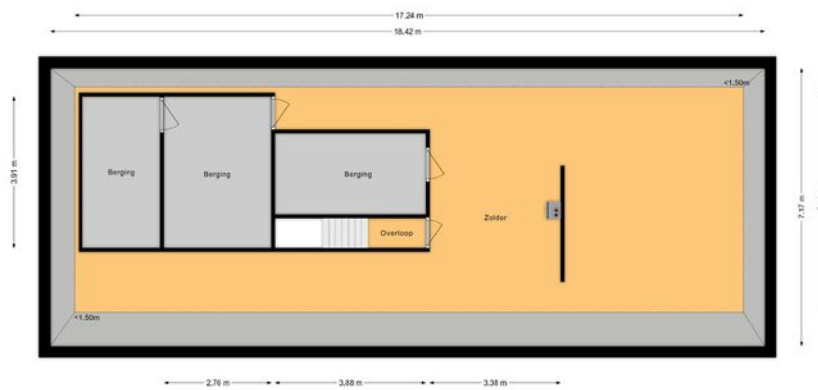 17.24 m
18.42 m
<1.50m
3.91 m
Berging
Berging
Berging
7.17 m
Zolder
Overloop
<1.50m
2.76 m
3.88 m
3.38 m